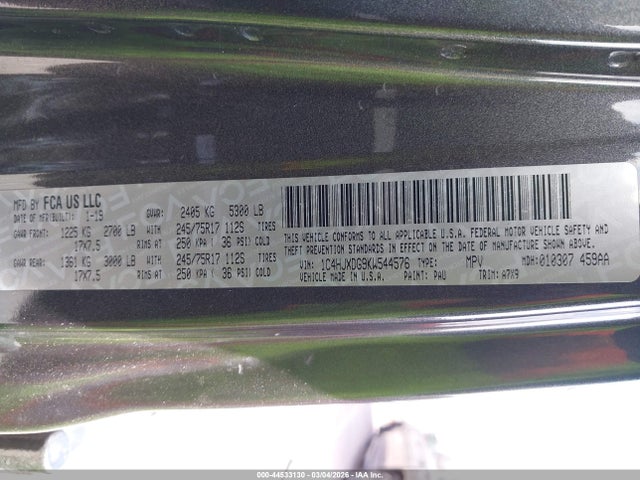 MFD BY FCA US LLC
DATE OF MFR/BUILT: 1-19
GVWR: 2405 KG 5300 LB
GAWR FRONT: 1225 KG 2700 LB WITH 245/75R17 112S TIRES
17X7.5 RIMS AT 250 KPA ( 36 PSI) COLD
GAWR REAR: 1361 KG 3000 LB WITH 245/75R17 112S TIRES
17X7.5 RIMS AT 250 KPA ( 36 PSI) COLD
THIS VEHICLE CONFORMS TO ALL APPLICABLE U.S.A. FEDERAL MOTOR VEHICLE SAFETY, BUMPER, AND
THEFT PREVENTION STANDARDS IN EFFECT ON THE DATE OF MANUFACTURE SHOWN ABOVE.
VIN: 1C4HJXDG9KW544576 TYPE: MPV MDH: 010307 459AA
VEHICLE MADE IN U.S.A. PAINT: PAU TRIM: A7X9
000-44533130 - 03/04/2026 - IAA Inc.